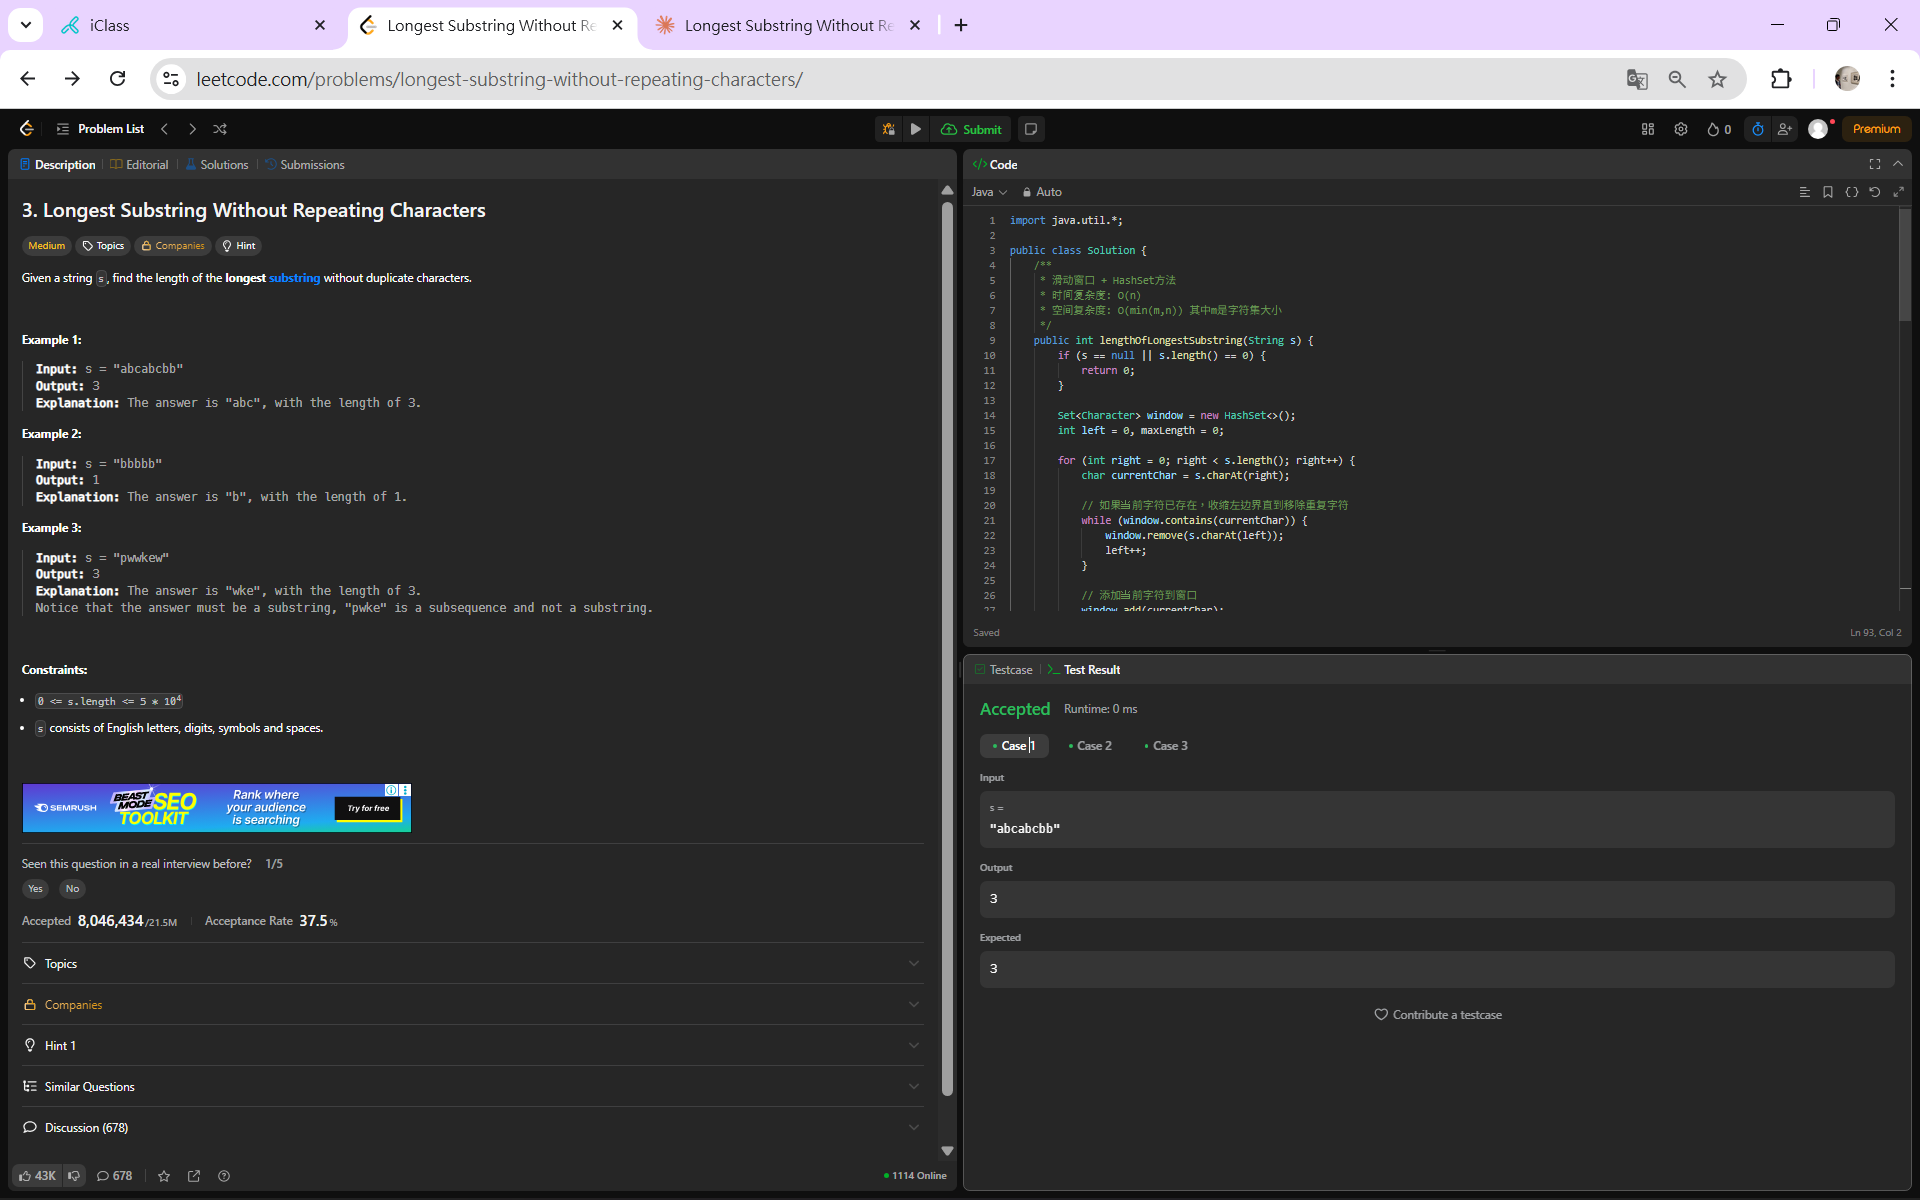 iClass
Longest Substring Without Re
Longest Substring Without Re
leetcode.com/problems/longest-substring-without-repeating-characters/
Problem List
Submit
0
Premium
Description
Editorial
Solutions
Submissions
3. Longest Substring Without Repeating Characters
Medium
Topics
Companies
Hint
Given a string s, find the length of the longest substring without duplicate characters.
Example 1:
Input: s = "abcabcbb"
Output: 3
Explanation: The answer is "abc", with the length of 3.
Example 2:
Input: s = "bbbbb"
Output: 1
Explanation: The answer is "b", with the length of 1.
Example 3:
Input: s = "pwwkew"
Output: 3
Explanation: The answer is "wke", with the length of 3.
Notice that the answer must be a substring, "pwke" is a subsequence and not a substring.
Constraints:
0 <= s.length <= 5 * 10⁴
s consists of English letters, digits, symbols and spaces.
SEMRUSH
BEAST MODE SEO TOOLKIT
Rank where
your audience
is searching
Try for free
Seen this question in a real interview before? 1/5
Yes
No
Accepted 8,046,434/21.5M
Acceptance Rate 37.5%
Topics
Companies
Hint 1
Similar Questions
Discussion (678)
43K
678
1114 Online
Code
Java
Auto
1 import java.util.*;
2
3 public class Solution {
4 /**
5 * 滑动窗口 + HashSet方法
6 * 时间复杂度: O(n)
7 * 空间复杂度: O(min(m,n)) 其中m是字符集大小
8 */
9 public int lengthOfLongestSubstring(String s) {
10 if (s == null || s.length() == 0) {
11 return 0;
12 }
13
14 Set<Character> window = new HashSet<>();
15 int left = 0, maxLength = 0;
16
17 for (int right = 0; right < s.length(); right++) {
18 char currentChar = s.charAt(right);
19
20 // 如果当前字符已存在，收缩左边界直到移除重复字符
21 while (window.contains(currentChar)) {
22 window.remove(s.charAt(left));
23 left++;
24 }
25
26 // 添加当前字符到窗口
27 window.add(currentChar);
Saved
Ln 93, Col 2
Testcase
Test Result
Accepted
Runtime: 0 ms
Case 1
Case 2
Case 3
Input
s =
"abcabcbb"
Output
3
Expected
3
Contribute a testcase